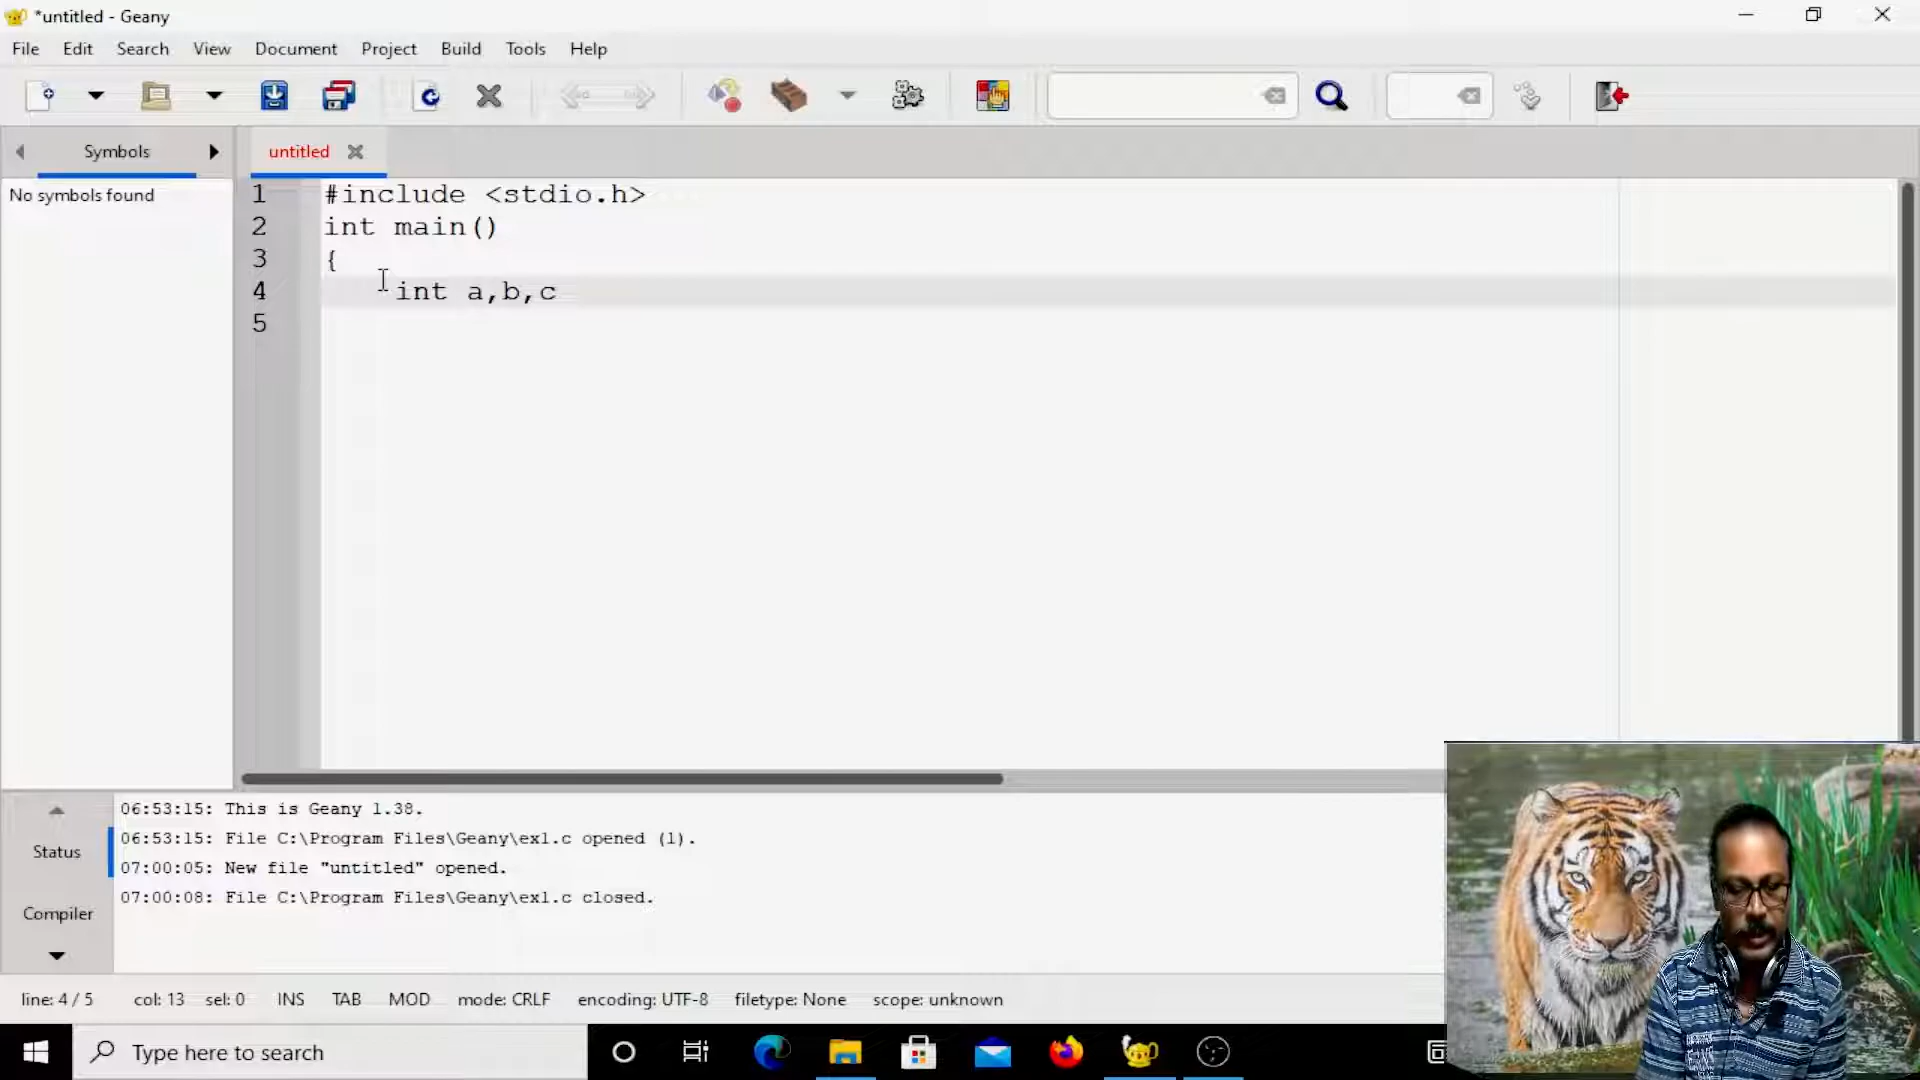 *untitled - Geany
File Edit Search View Document Project Build Tools Help
Symbols
untitled
No symbols found
1 #include <stdio.h>
2 int main()
3 {
4 int a,b,c
5
Status
Compiler
06:53:15: This is Geany 1.38.
06:53:15: File C:\Program Files\Geany\ex1.c opened (1).
07:00:05: New file "untitled" opened.
07:00:08: File C:\Program Files\Geany\ex1.c closed.
line: 4 / 5 col: 13 sel: 0 INS TAB MOD mode: CRLF encoding: UTF-8 filetype: None scope: unknown
Type here to search